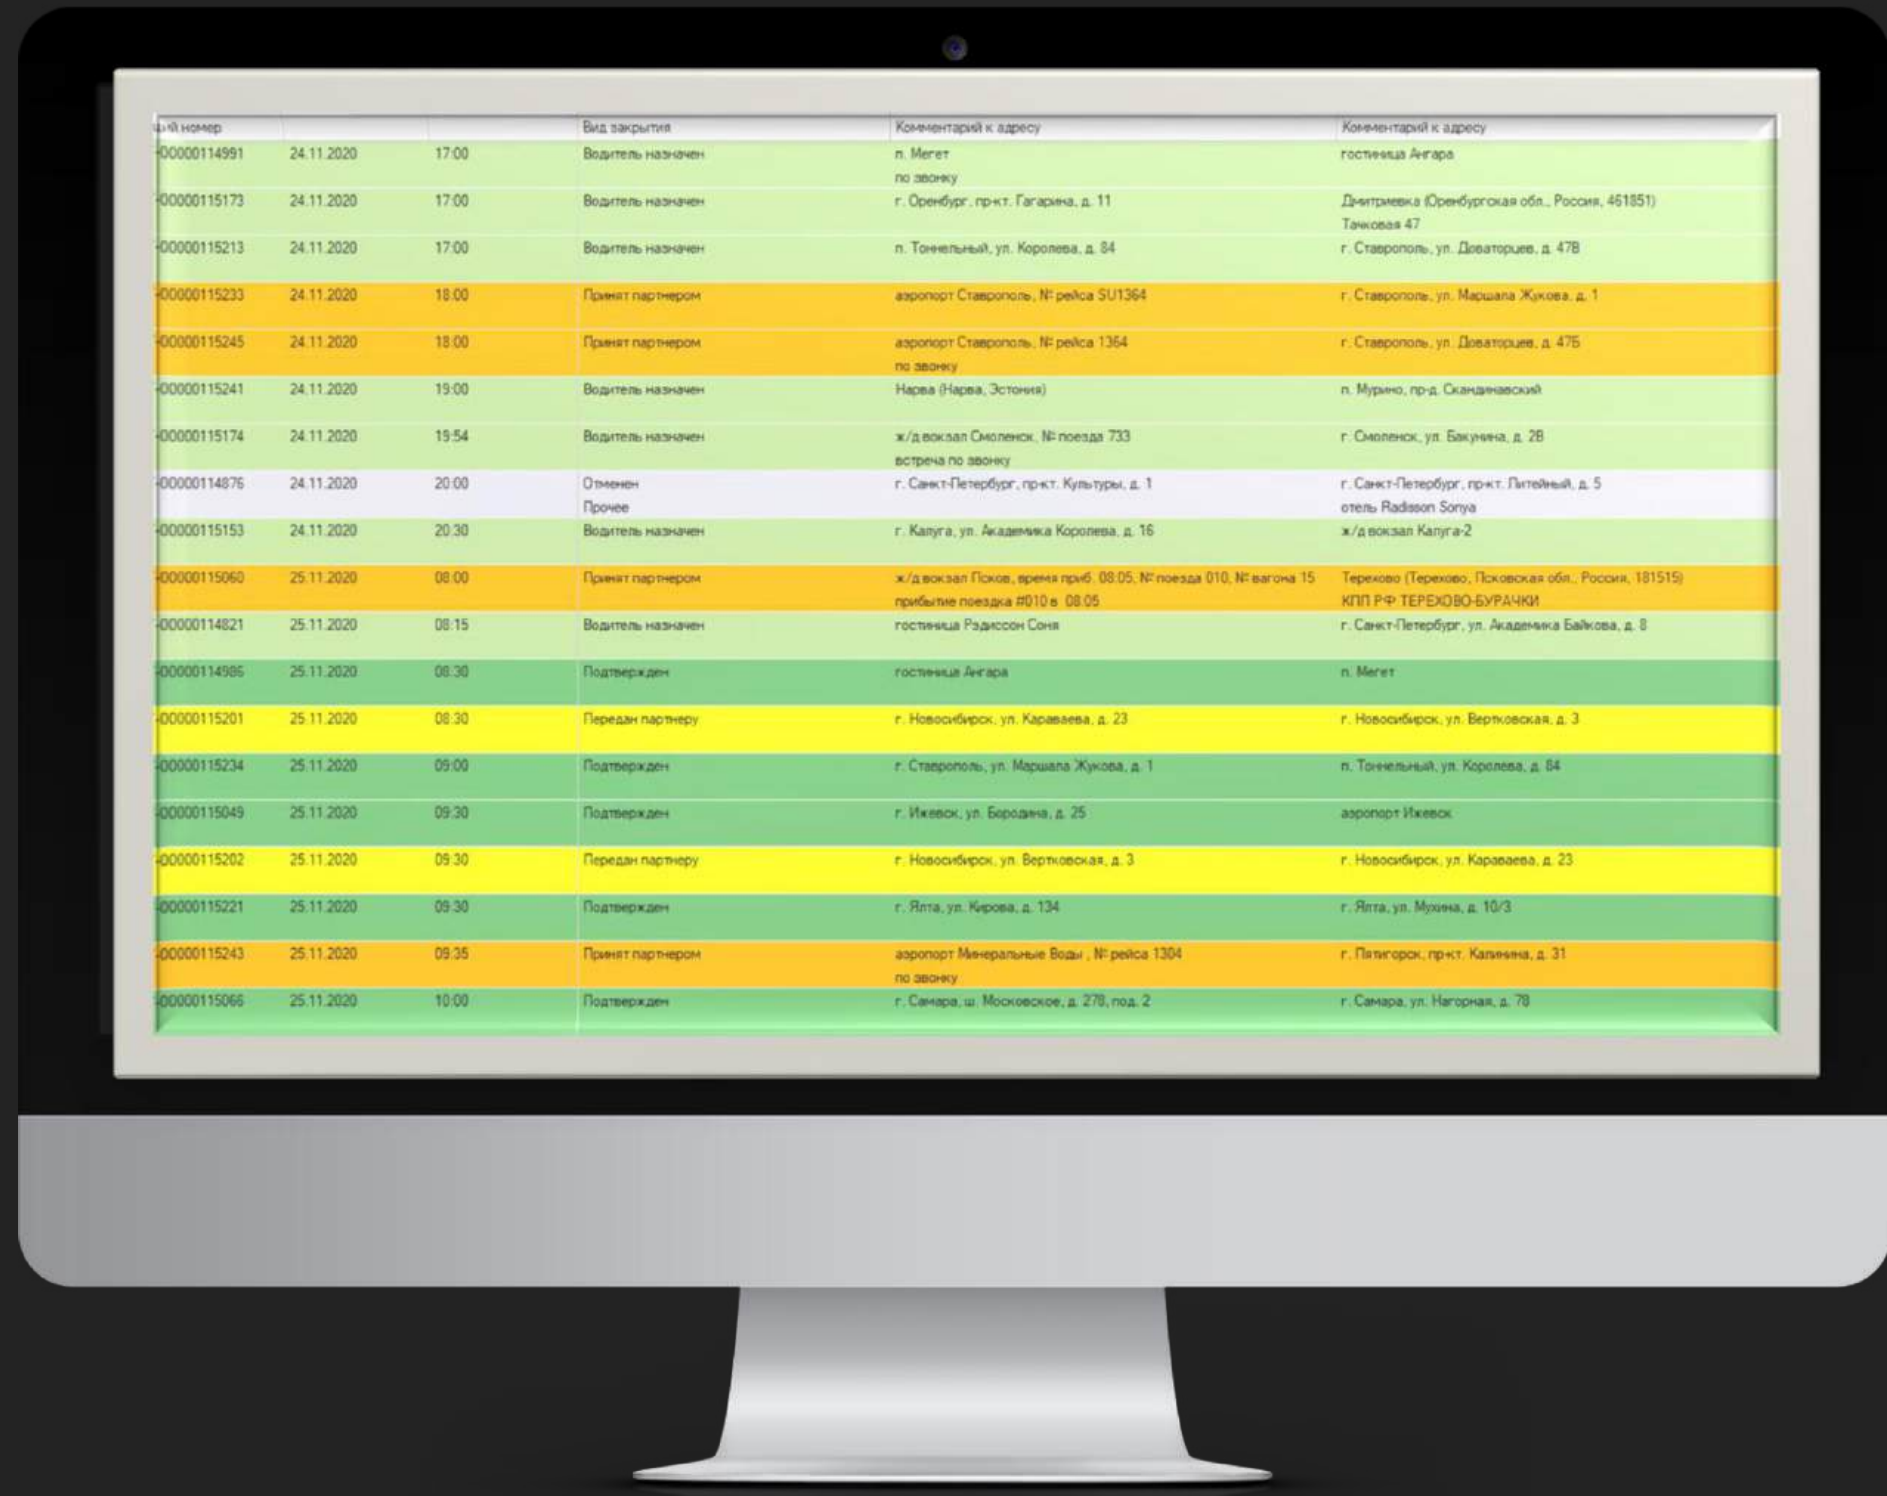 щий номер Вид закрытия Комментарий к адресу Комментарий к адресу
-00000114991 24.11.2020 17:00 Водитель назначен п. Мегет гостиница Ангара
по звонку
-00000115173 24.11.2020 17:00 Водитель назначен г. Оренбург, пр-кт. Гагарина, д. 11 Дмитриевка (Оренбургская обл., Россия, 461851)
Тачковая 47
-00000115213 24.11.2020 17:00 Водитель назначен п. Тоннельный, ул. Королева, д. 84 г. Ставрополь, ул. Доваторцев, д. 47В
-00000115233 24.11.2020 18:00 Принят партнером аэропорт Ставрополь, № рейса SU1364 г. Ставрополь, ул. Маршала Жукова, д. 1
-00000115245 24.11.2020 18:00 Принят партнером аэропорт Ставрополь, № рейса 1364 г. Ставрополь, ул. Доваторцев, д. 47Б
по звонку
-00000115241 24.11.2020 19:00 Водитель назначен Нарва (Нарва, Эстония) п. Мурино, пр-д. Скандинавский
-00000115174 24.11.2020 19:54 Водитель назначен ж/д вокзал Смоленск, № поезда 733 г. Смоленск, ул. Бакунина, д. 2В
встреча по звонку
-00000114876 24.11.2020 20:00 Отменен г. Санкт-Петербург, пр-кт. Культуры, д. 1 г. Санкт-Петербург, пр-кт. Литейный, д. 5
Прочее отель Radisson Sonya
-00000115153 24.11.2020 20:30 Водитель назначен г. Калуга, ул. Академика Королева, д. 16 ж/д вокзал Калуга-2
-00000115060 25.11.2020 08:00 Принят партнером ж/д вокзал Псков, время приб. 08:05, № поезда 010, № вагона 15 Терехово (Терехово, Псковская обл., Россия, 181515)
прибытие поездка #010 в 08:05 КПП РФ ТЕРЕХОВО-БУРАЧКИ
-00000114821 25.11.2020 08:15 Водитель назначен гостиница Рэдиссон Соня г. Санкт-Петербург, ул. Академика Байкова, д. 8
-00000114986 25.11.2020 08:30 Подтвержден гостиница Ангара п. Мегет
-00000115201 25.11.2020 08:30 Передан партнеру г. Новосибирск, ул. Караваева, д. 23 г. Новосибирск, ул. Вертковская, д. 3
-00000115234 25.11.2020 09:00 Подтвержден г. Ставрополь, ул. Маршала Жукова, д. 1 п. Тоннельный, ул. Королева, д. 84
-00000115049 25.11.2020 09:30 Подтвержден г. Ижевск, ул. Бородина, д. 25 аэропорт Ижевск
-00000115202 25.11.2020 09:30 Передан партнеру г. Новосибирск, ул. Вертковская, д. 3 г. Новосибирск, ул. Караваева, д. 23
-00000115221 25.11.2020 09:30 Подтвержден г. Ялта, ул. Кирова, д. 134 г. Ялта, ул. Мухина, д. 10/3
-00000115243 25.11.2020 09:35 Принят партнером аэропорт Минеральные Воды , № рейса 1304 г. Пятигорск, пр-кт. Калинина, д. 31
по звонку
-00000115066 25.11.2020 10:00 Подтвержден г. Самара, ш. Московское, д. 278, под. 2 г. Самара, ул. Нагорная, д. 78